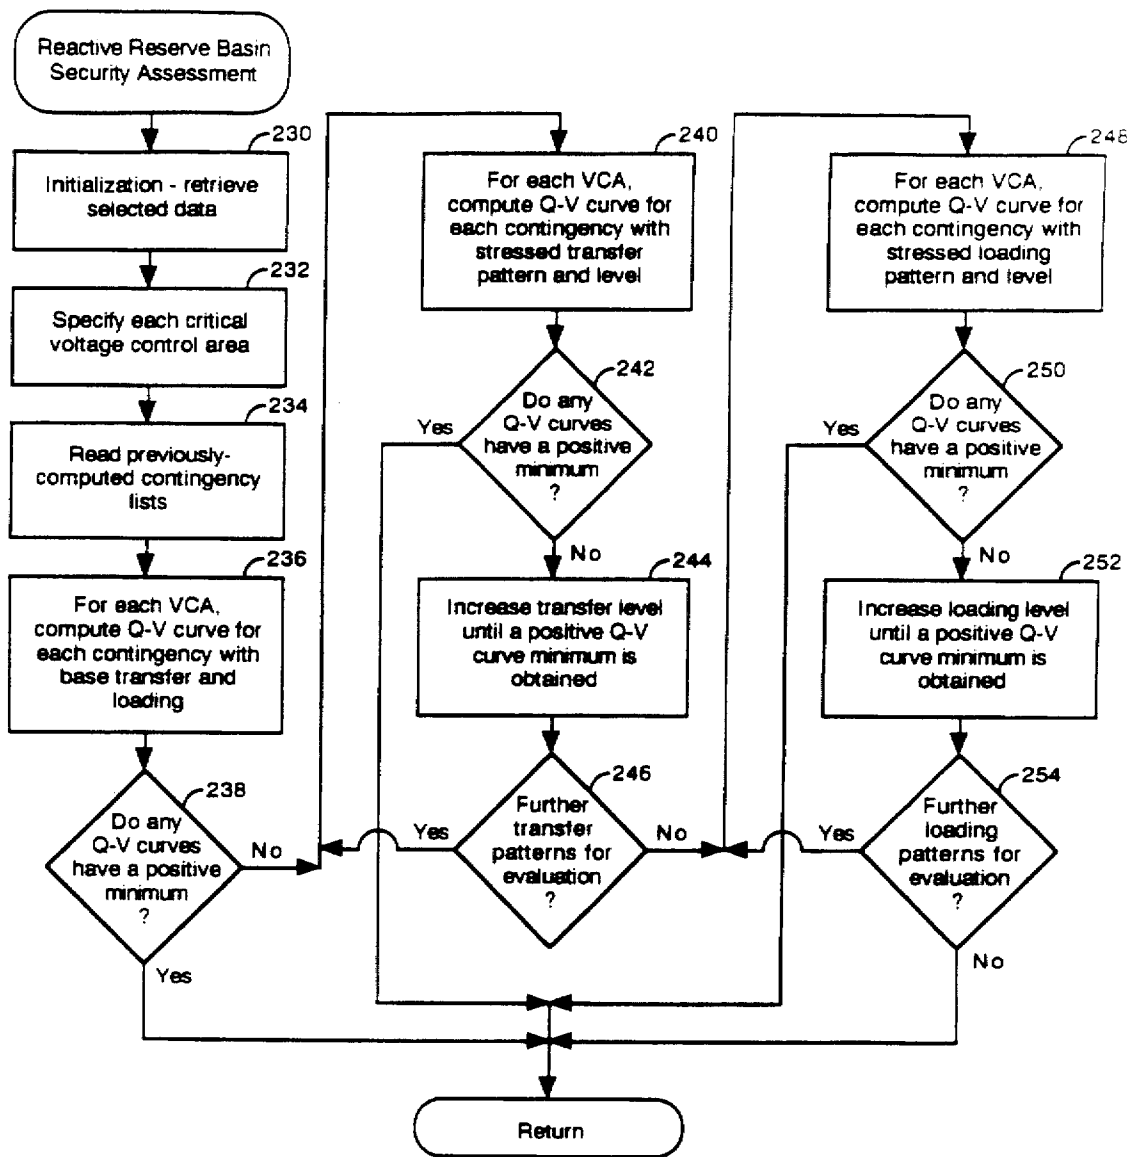 Reactive Reserve Basin
Security Assessment
230
Initialization - retrieve
selected data
232
Specify each critical
voltage control area
234
Read previously-
computed contingency
lists
236
For each VCA,
compute Q-V curve for
each contingency with
base transfer and
loading
238
Do any
Q-V curves
have a positive
minimum
?
No
Yes
240
For each VCA,
compute Q-V curve for
each contingency with
stressed transfer
pattern and level
242
Do any
Q-V curves
have a positive
minimum
?
Yes
No
244
Increase transfer level
until a positive Q-V
curve minimum is
obtained
246
Further
transfer
patterns for
evaluation
?
Yes
No
248
For each VCA,
compute Q-V curve for
each contingency with
stressed loading
pattern and level
250
Do any
Q-V curves
have a positive
minimum
?
Yes
No
252
Increase loading level
until a positive Q-V
curve minimum is
obtained
254
Further
loading
patterns for
evaluation
?
Yes
No
Return